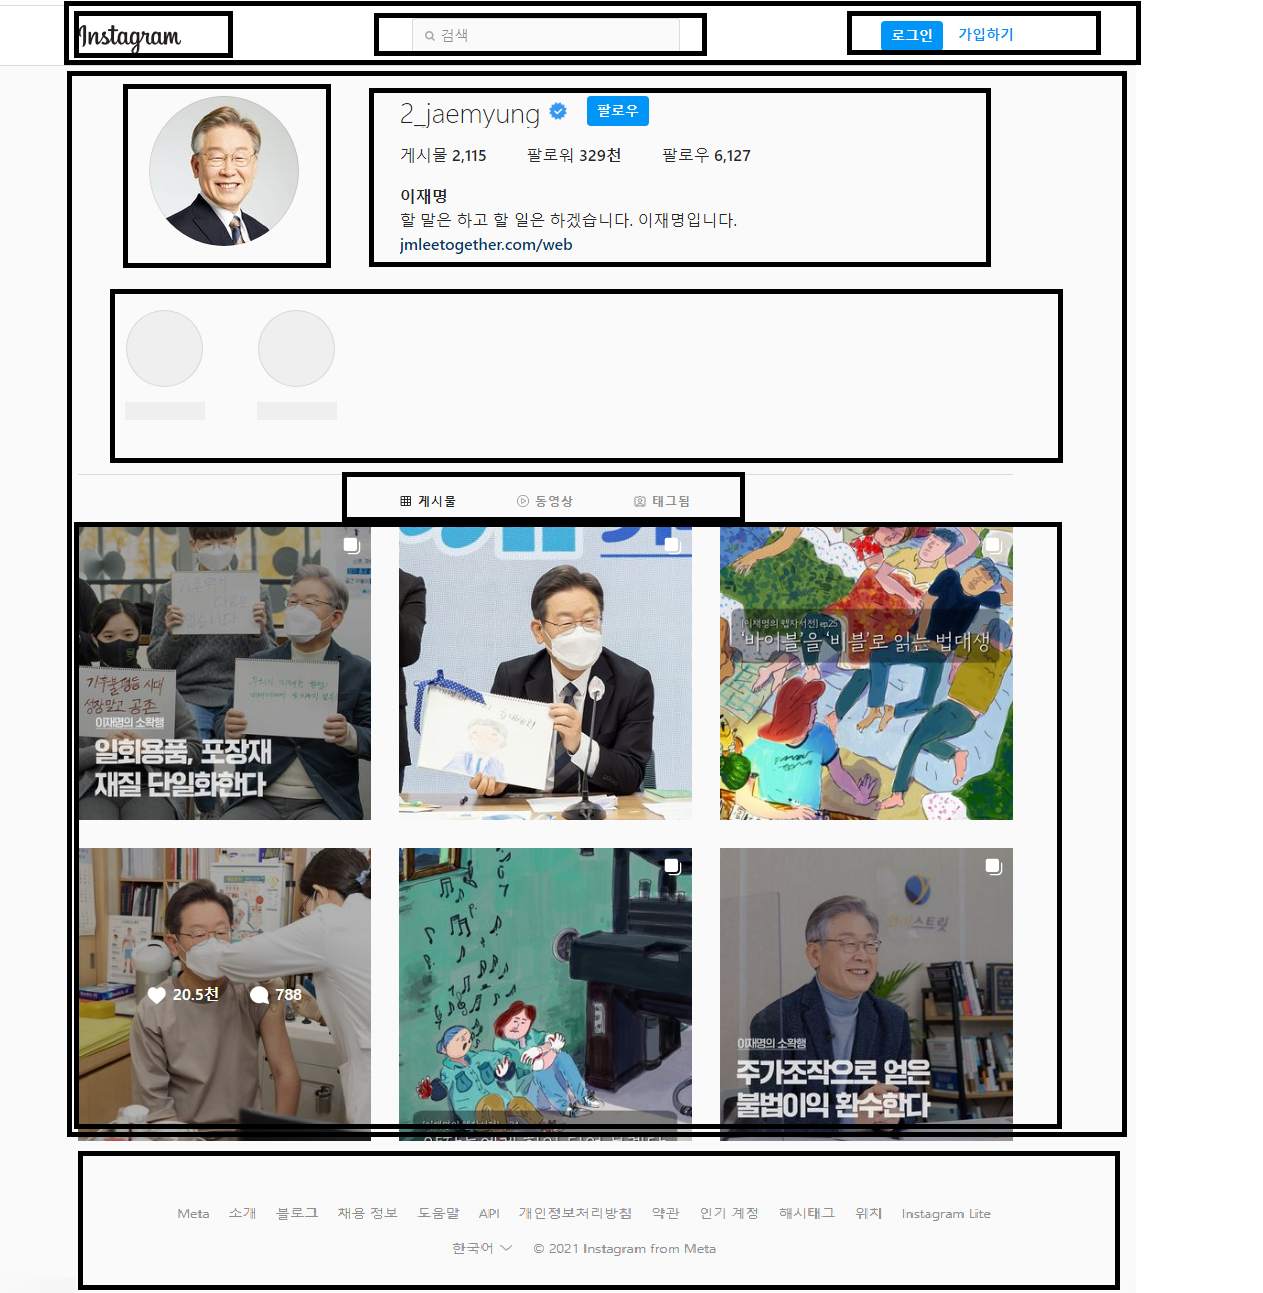 Instagram
검색
로그인 가입하기
2_jaemyung 팔로우
게시물 2,115 팔로워 329천 팔로우 6,127
이재명
할 말은 하고 할 일은 하겠습니다. 이재명입니다.
jmleetogether.com/web
게시물 동영상 태그됨
기후불평등 시대
성장말고 공존
이재명의 소확행
일회용품, 포장재
재질 단일화한다
[이재명의 웹자서전] ep.25
'바이블'을 '비블'로 읽는 법대생
20.5천 788
이재명의 소확행
주가조작으로 얻은
불법이익 환수한다
Meta 소개 블로그 채용 정보 도움말 API 개인정보처리방침 약관 인기 계정 해시태그 위치 Instagram Lite
한국어 © 2021 Instagram from Meta